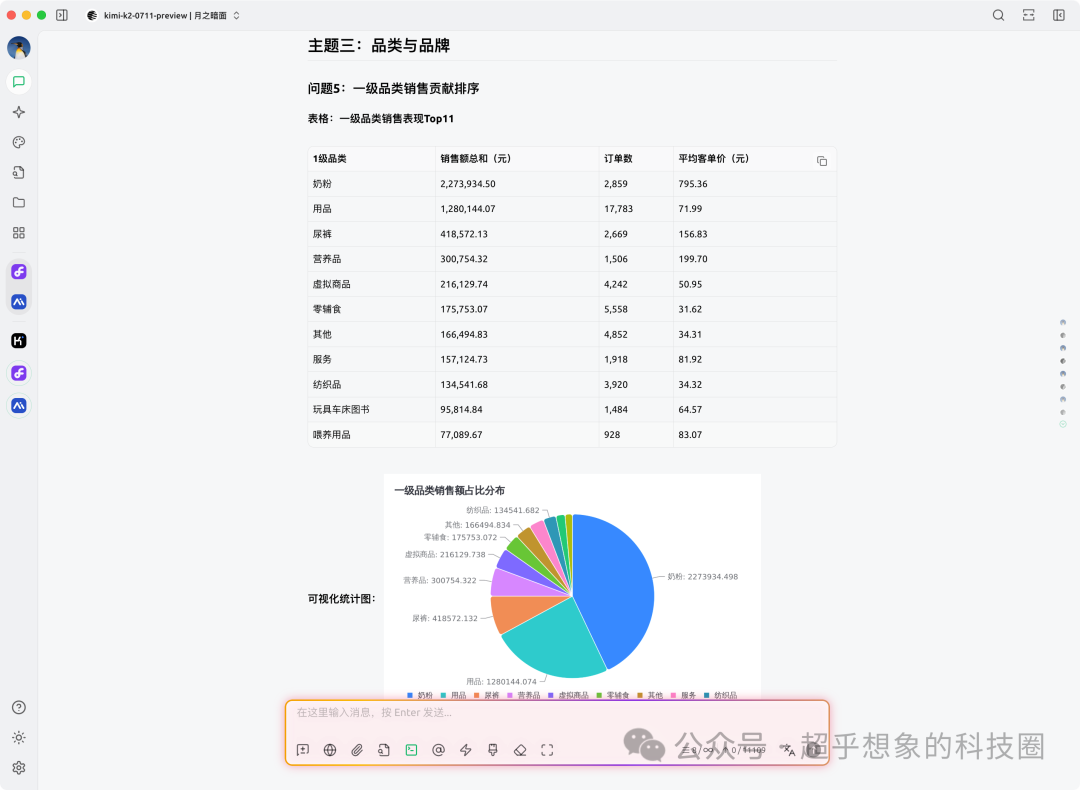 kimi-k2-0711-preview | 月之暗面
主题三：品类与品牌
问题5：一级品类销售贡献排序
表格：一级品类销售表现Top11
1级品类 销售额总和（元） 订单数 平均客单价（元）
奶粉 2,273,934.50 2,859 795.36
用品 1,280,144.07 17,783 71.99
尿裤 418,572.13 2,669 156.83
营养品 300,754.32 1,506 199.70
虚拟商品 216,129.74 4,242 50.95
零辅食 175,753.07 5,558 31.62
其他 166,494.83 4,852 34.31
服务 157,124.73 1,918 81.92
纺织品 134,541.68 3,920 34.32
玩具车床图书 95,814.84 1,484 64.57
喂养用品 77,089.67 928 83.07
一级品类销售额占比分布
纺织品: 134541.682
其他: 166494.834
零辅食: 175753.072
虚拟商品: 216129.738
营养品: 300754.322
奶粉: 2273934.498
可视化统计图：
尿裤: 418572.132
用品: 1280144.074
奶粉 用品 尿裤 营养品 虚拟商品 零辅食 其他 服务 纺织品
在这里输入消息，按 Enter 发送...
8/∞ 0/11109
公众号 超乎想象的科技圈